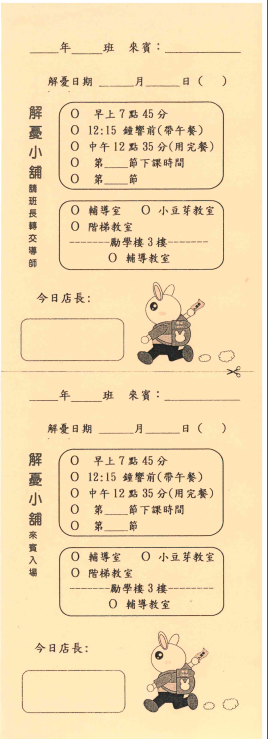 ____年____班 來賓：__________
解憂日期 ______月______日 (  )
解憂小舖 請班長轉交導師
O 早上7點45分
O 12:15 鐘響前(帶午餐)
O 中午12點35分(用完餐)
O 第____節下課時間
O 第____節
O 輔導室 O 小豆芽教室
O 階梯教室
--------勵學樓3樓--------
O 輔導教室
今日店長：
____年____班 來賓：__________
解憂日期 ______月______日 (  )
解憂小舖 來賓入場
O 早上7點45分
O 12:15 鐘響前(帶午餐)
O 中午12點35分(用完餐)
O 第____節下課時間
O 第____節
O 輔導室 O 小豆芽教室
O 階梯教室
--------勵學樓3樓--------
O 輔導教室
今日店長：